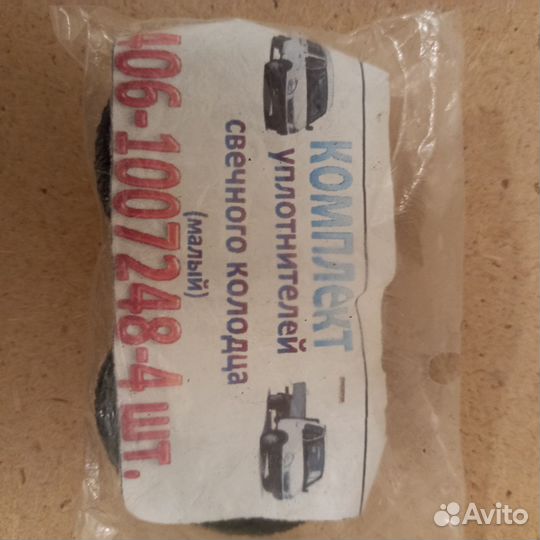 КОМПЛЕКТ
уплотнителей
свечного колодца
(малый)
406-1007248-4 шт.
Avito